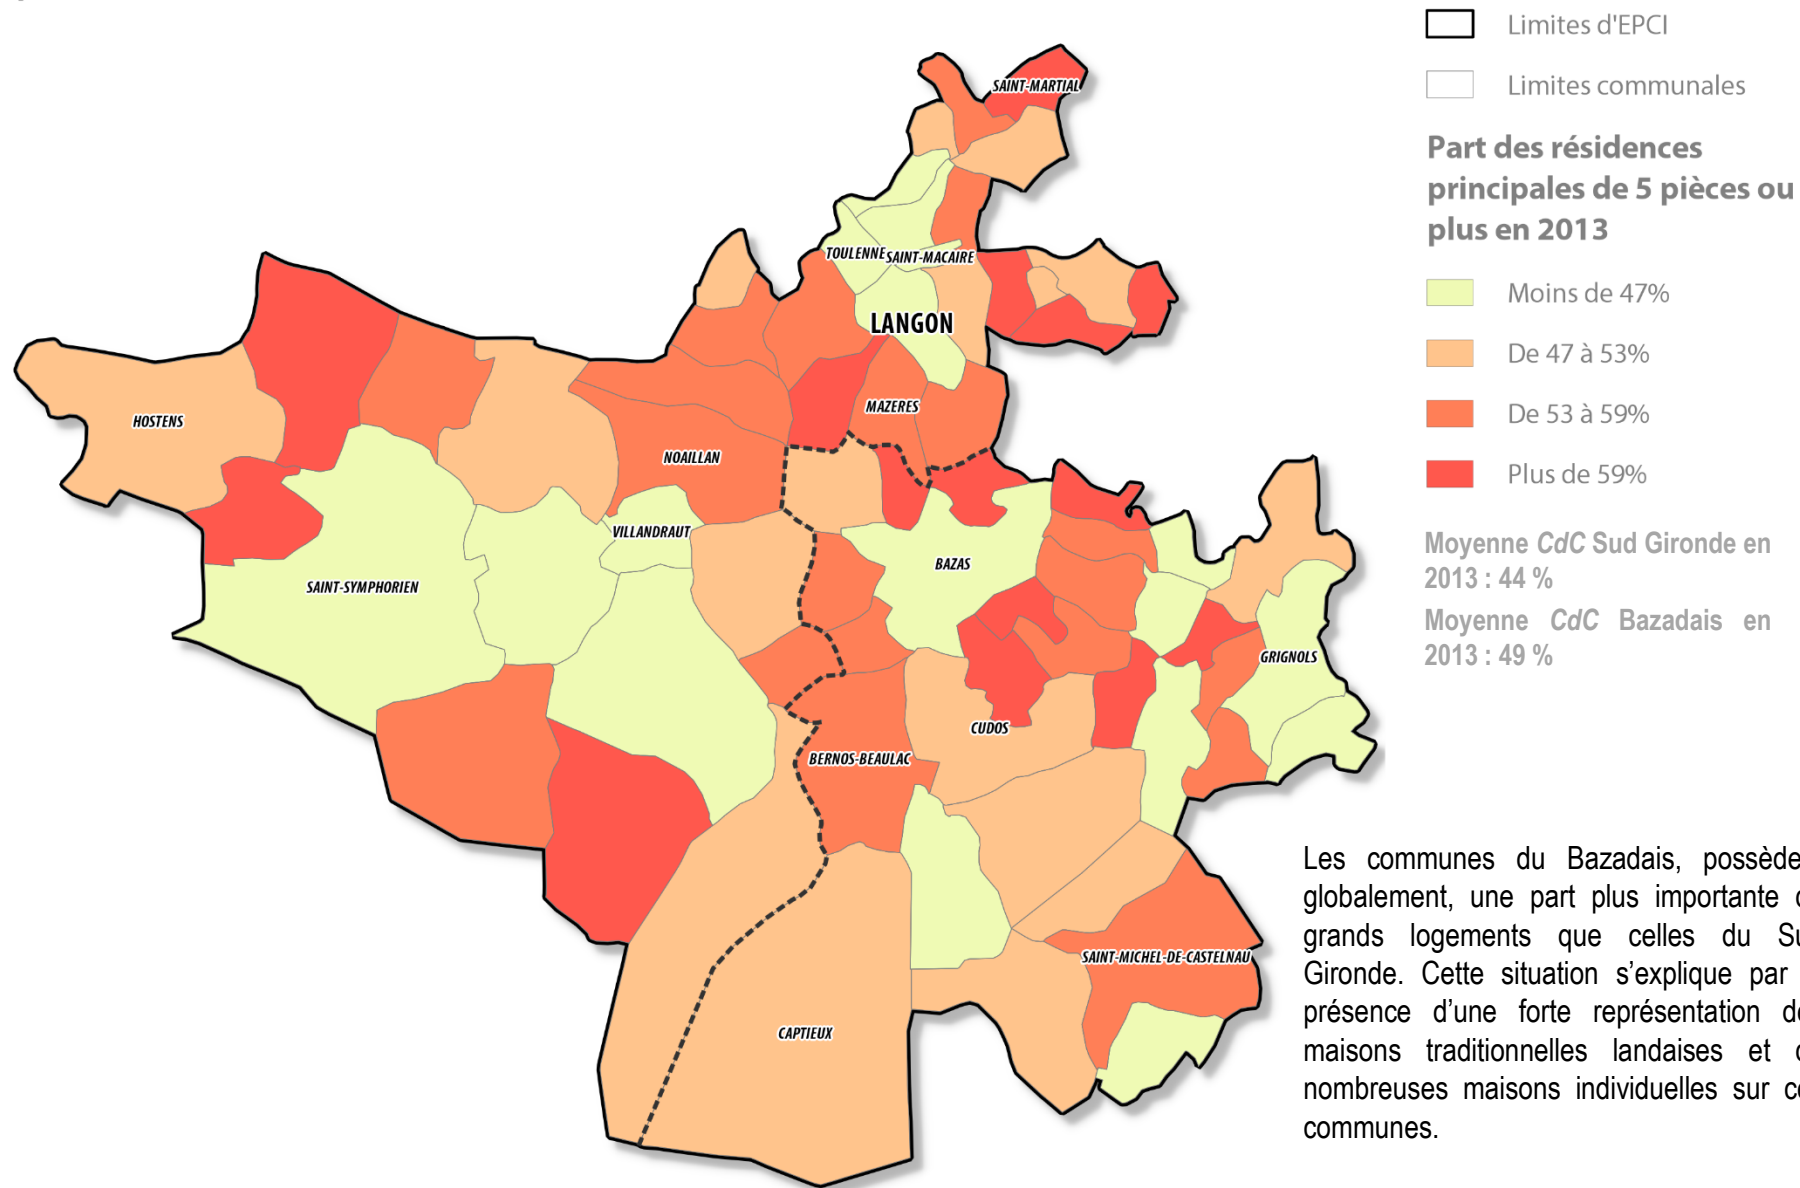 Limites d'EPCI
Limites communales
Part des résidences
principales de 5 pièces ou
plus en 2013
Moins de 47%
De 47 à 53%
De 53 à 59%
Plus de 59%
Moyenne CdC Sud Gironde en
2013 : 44 %
Moyenne CdC Bazadais en
2013 : 49 %
SAINT-MARTIAL
TOULENNE
SAINT-MACAIRE
LANGON
HOSTENS
MAZERES
NOAILLAN
VILLANDRAUT
BAZAS
SAINT-SYMPHORIEN
GRIGNOLS
CUDOS
BERNOS-BEAULAC
SAINT-MICHEL-DE-CASTELNAU
CAPTIEUX
Les communes du Bazadais, possède
globalement, une part plus importante
grands logements que celles du
Gironde. Cette situation s’explique par
présence d’une forte représentation
maisons traditionnelles landaises et
nombreuses maisons individuelles sur
communes.